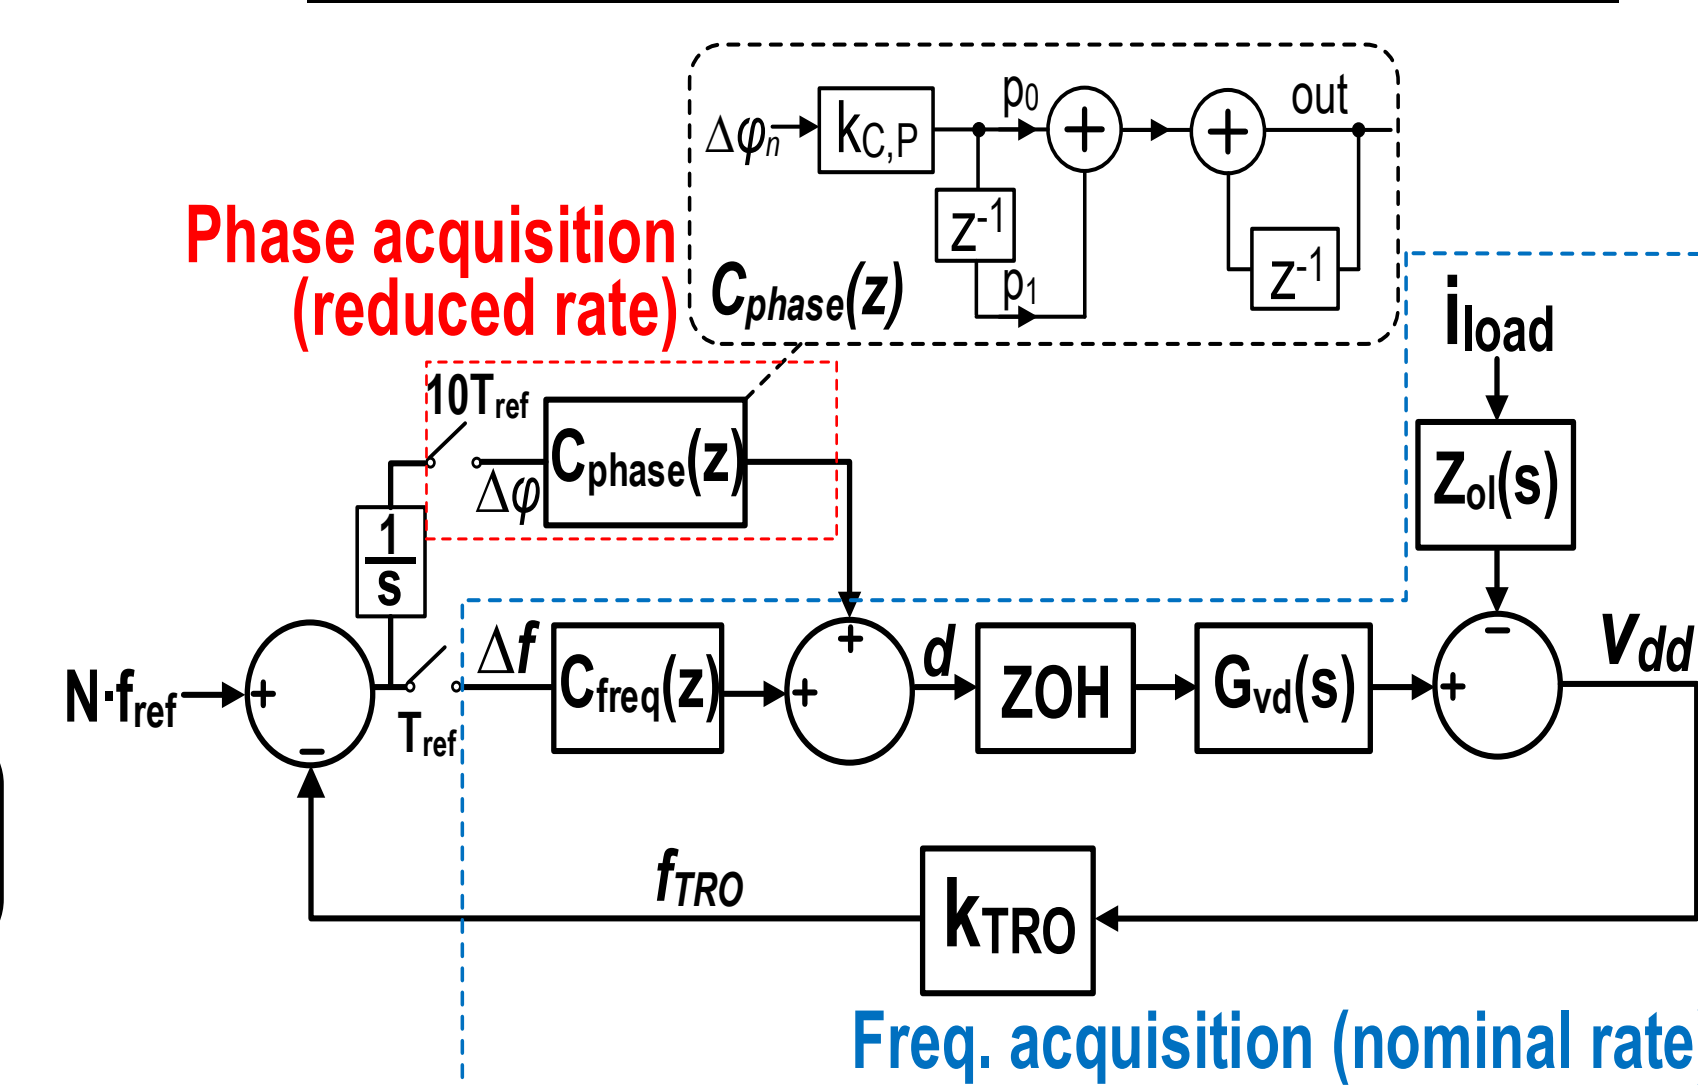 Δφn
kC,P
p0
+
+
out
z-1
z-1
p1
Cphase(z)
Phase acquisition
(reduced rate)
iload
10Tref
Δφ
Cphase(z)
Zol(s)
1
s
N·fref
+
−
Tref
Δf
Cfreq(z)
+
+
d
ZOH
Gvd(s)
+
−
vdd
fTRO
kTRO
Freq. acquisition (nominal rate